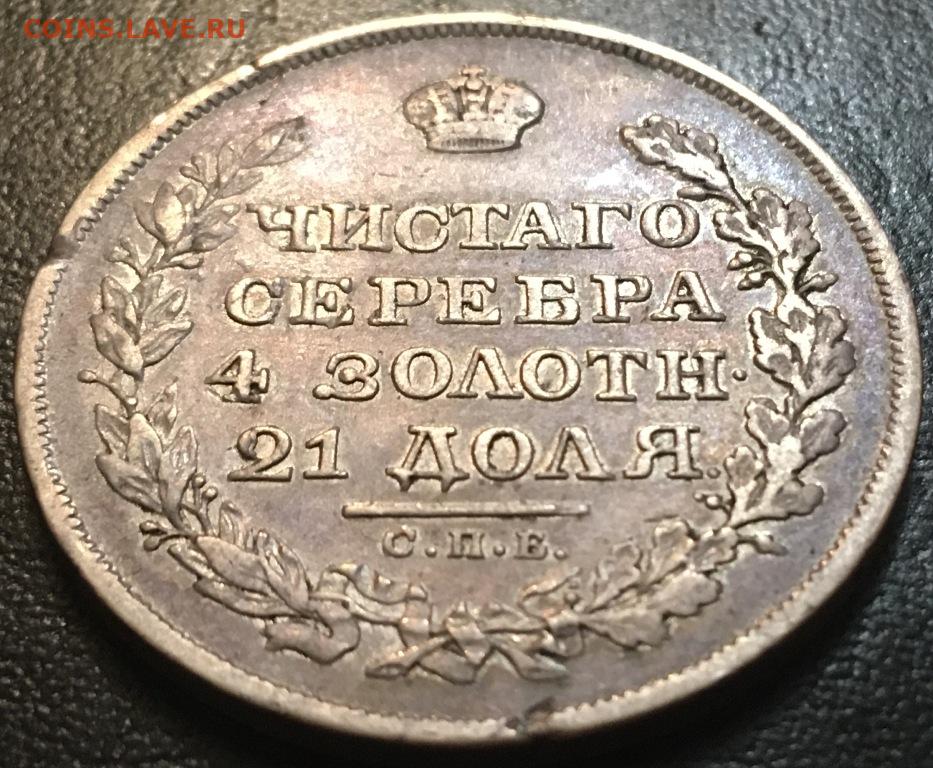 COINS.LAVE.RU
ЧИСТАГО
СЕРЕБРА
4 ЗОЛОТН·
21 ДОЛЯ.
С.П.Б.